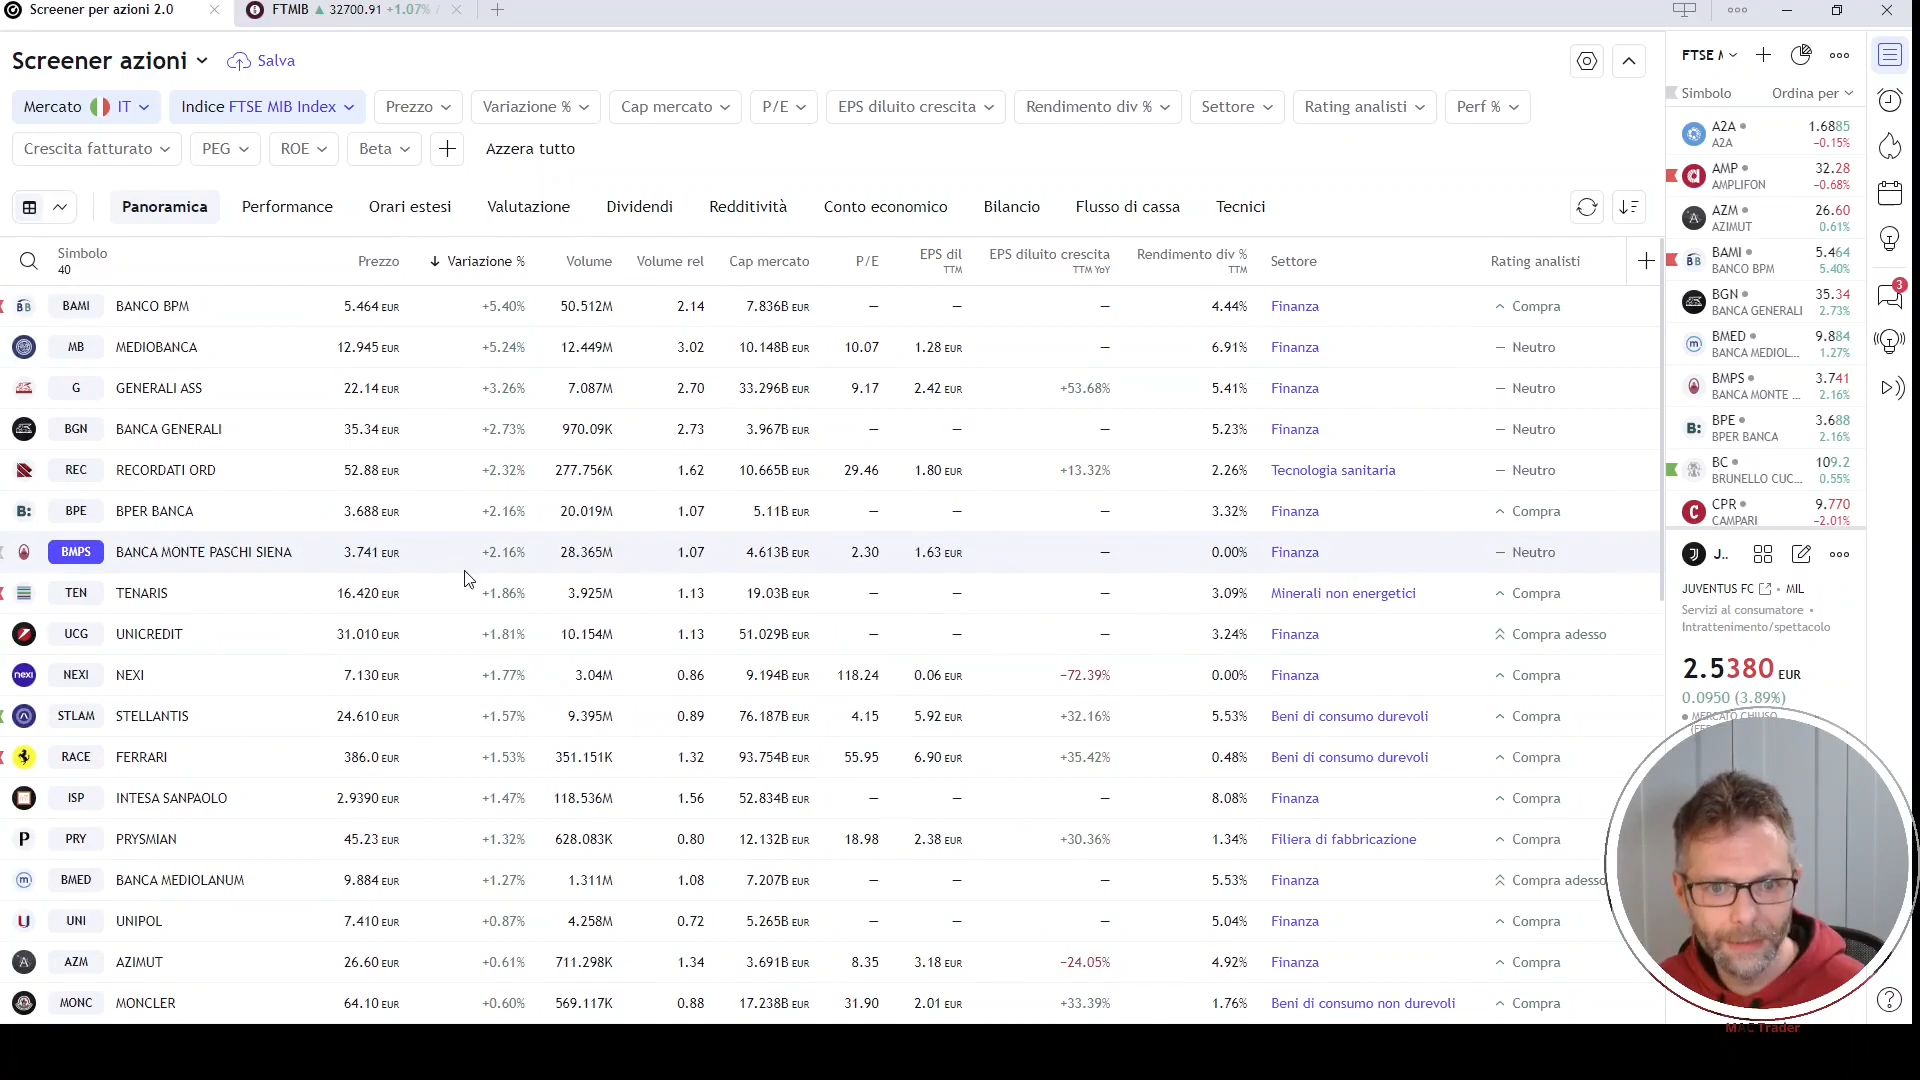 Screener per azioni 2.0
FTMIB ▲ 32700.91 +1.07% /
Screener azioni
Salva
Mercato IT
Indice FTSE MIB Index
Prezzo
Variazione %
Cap mercato
P/E
EPS diluito crescita
Rendimento div %
Settore
Rating analisti
Perf %
Crescita fatturato
PEG
ROE
Beta
Azzera tutto
Panoramica
Performance
Orari estesi
Valutazione
Dividendi
Redditività
Conto economico
Bilancio
Flusso di cassa
Tecnici
Simbolo 40
Prezzo
↓ Variazione %
Volume
Volume rel
Cap mercato
P/E
EPS dil TTM
EPS diluito crescita TTM YoY
Rendimento div % TTM
Settore
Rating analisti
BAMI BANCO BPM 5.464 EUR +5.40% 50.512M 2.14 7.836B EUR — — — 4.44% Finanza Compra
MB MEDIOBANCA 12.945 EUR +5.24% 12.449M 3.02 10.148B EUR 10.07 1.28 EUR — 6.91% Finanza — Neutro
G GENERALI ASS 22.14 EUR +3.26% 7.087M 2.70 33.296B EUR 9.17 2.42 EUR +53.68% 5.41% Finanza — Neutro
BGN BANCA GENERALI 35.34 EUR +2.73% 970.09K 2.73 3.967B EUR — — — 5.23% Finanza — Neutro
REC RECORDATI ORD 52.88 EUR +2.32% 277.756K 1.62 10.665B EUR 29.46 1.80 EUR +13.32% 2.26% Tecnologia sanitaria — Neutro
B: BPE BPER BANCA 3.688 EUR +2.16% 20.019M 1.07 5.11B EUR — — — 3.32% Finanza Compra
BMPS BANCA MONTE PASCHI SIENA 3.741 EUR +2.16% 28.365M 1.07 4.613B EUR 2.30 1.63 EUR — 0.00% Finanza — Neutro
TEN TENARIS 16.420 EUR +1.86% 3.925M 1.13 19.03B EUR — — — 3.09% Minerali non energetici Compra
UCG UNICREDIT 31.010 EUR +1.81% 10.154M 1.13 51.029B EUR — — — 3.24% Finanza Compra adesso
nexi NEXI NEXI 7.130 EUR +1.77% 3.04M 0.86 9.194B EUR 118.24 0.06 EUR −72.39% 0.00% Finanza Compra
STLAM STELLANTIS 24.610 EUR +1.57% 9.395M 0.89 76.187B EUR 4.15 5.92 EUR +32.16% 5.53% Beni di consumo durevoli Compra
RACE FERRARI 386.0 EUR +1.53% 351.151K 1.32 93.754B EUR 55.95 6.90 EUR +35.42% 0.48% Beni di consumo durevoli Compra
ISP INTESA SANPAOLO 2.9390 EUR +1.47% 118.536M 1.56 52.834B EUR — — — 8.08% Finanza Compra
P PRY PRYSMIAN 45.23 EUR +1.32% 628.083K 0.80 12.132B EUR 18.98 2.38 EUR +30.36% 1.34% Filiera di fabbricazione Compra
m BMED BANCA MEDIOLANUM 9.884 EUR +1.27% 1.311M 1.08 7.207B EUR — — — 5.53% Finanza Compra adesso
U UNI UNIPOL 7.410 EUR +0.87% 4.258M 0.72 5.265B EUR — — — 5.04% Finanza Compra
AZM AZIMUT 26.60 EUR +0.61% 711.298K 1.34 3.691B EUR 8.35 3.18 EUR −24.05% 4.92% Finanza Compra
MONC MONCLER 64.10 EUR +0.60% 569.117K 0.88 17.238B EUR 31.90 2.01 EUR +33.39% 1.76% Beni di consumo non durevoli Compra
FTSE
Simbolo
Ordina per
A2A 1.6885
A2A −0.15%
AMP 32.28
AMPLIFON −0.68%
AZM 26.60
AZIMUT 0.61%
BAMI 5.464
BANCO BPM 5.40%
BGN 35.34
BANCA GENERALI 2.73%
BMED 9.884
BANCA MEDIOL... 1.27%
BMPS 3.741
BANCA MONTE ... 2.16%
BPE 3.688
BPER BANCA 2.16%
BC 109.2
BRUNELLO CUC... 0.55%
CPR 9.770
CAMPARI −2.01%
3
J..
JUVENTUS FC • MIL
Servizi al consumatore •
Intrattenimento/spettacolo
2.5380 EUR
0.0950 (3.89%)
MERCATO CHIUSO
MAC Trader